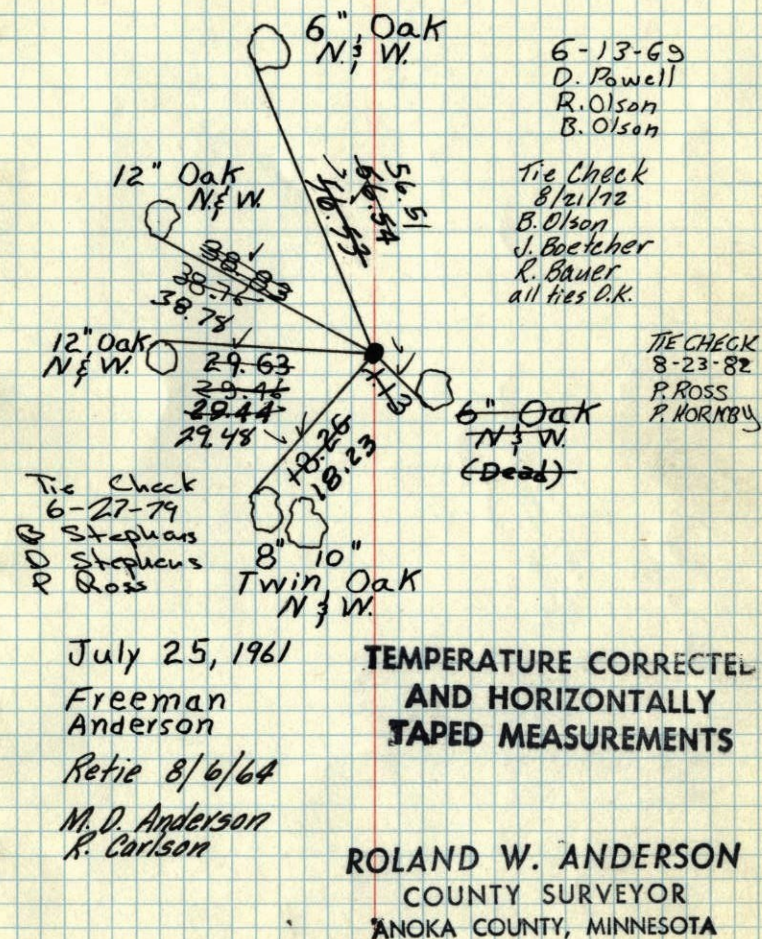 6" Oak
N. & W.
6-13-69
D. Powell
R. Olson
B. Olson
12" Oak
N. & W.
56.51
56.54
56.53
Tie Check
8/21/72
B. Olson
J. Boetcher
R. Bauer
all ties O.K.
38.83
38.76
38.78
12" Oak
N. & W.
29.63
29.46
29.44
29.48
TIE CHECK
8-23-82
P. ROSS
P. HORNBY
6" Oak
N & W.
(Dead)
18.26
18.23
Tie Check
6-27-79
B Stephens
D Stephens
P Ross
8" 10"
Twin Oak
N & W.
July 25, 1961
Freeman
Anderson
Retie 8/6/64
M. D. Anderson
R. Carlson
TEMPERATURE CORRECTED
AND HORIZONTALLY
TAPED MEASUREMENTS
ROLAND W. ANDERSON
COUNTY SURVEYOR
ANOKA COUNTY, MINNESOTA